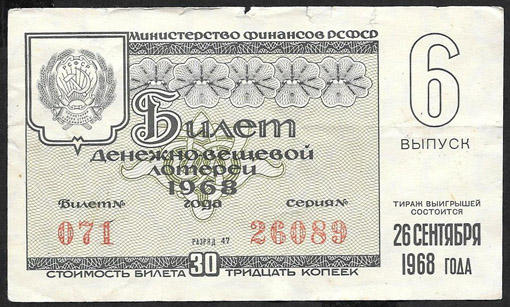 Министерство финансов РСФСР
Билет
денежно-вещевой
лотереи
1968
года
Билет №
071
Серия №
26089
Разряд 47
Стоимость билета 30 тридцать копеек
6
ВЫПУСК
ТИРАЖ ВЫИГРЫШЕЙ
СОСТОИТСЯ
26 СЕНТЯБРЯ
1968 ГОДА